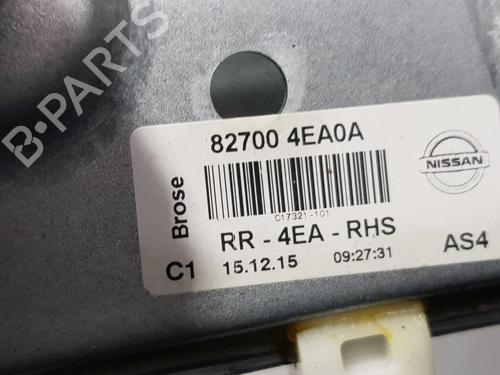 B-PARTS
82700 4EA0A
NISSAN
Brose
C17321-101
RR - 4EA - RHS
C1 15.12.15 09:27:31 AS4